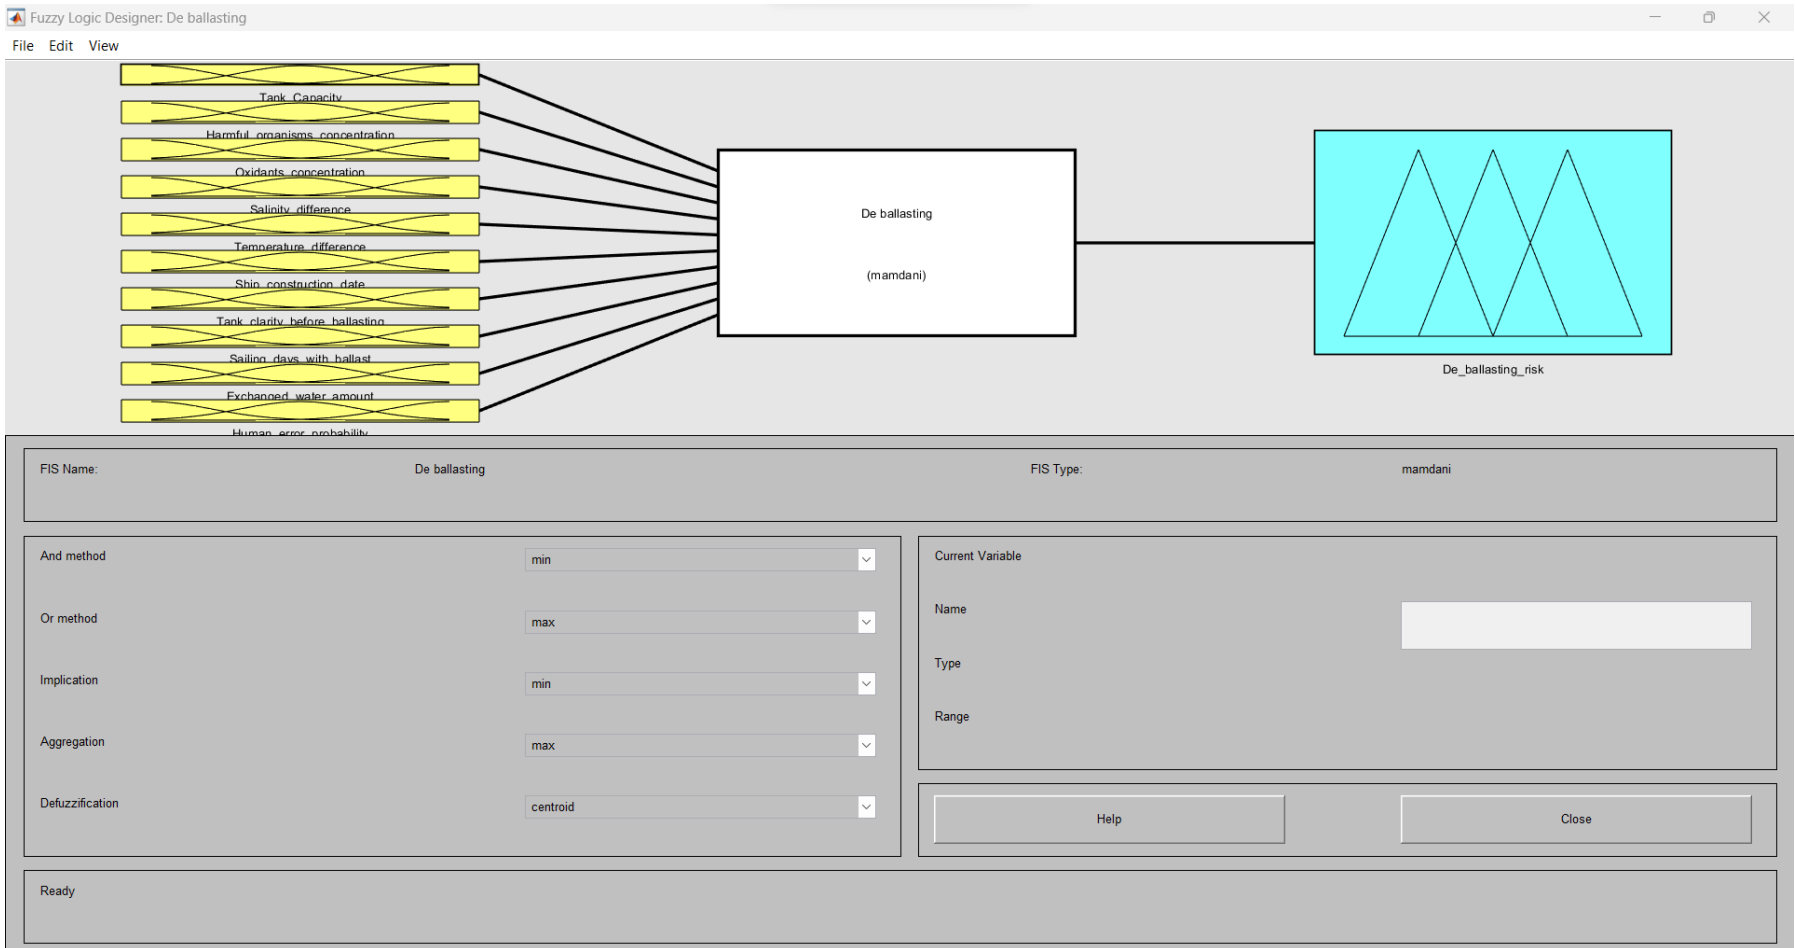 Fuzzy Logic Designer: De ballasting
File Edit View
Tank_Capacity
Harmful_organisms_concentration
Oxidants_concentration
Salinity_difference
Temperature_difference
Ship_construction_date
Tank_clarity_before_ballasting
Sailing_days_with_ballast
Exchanged_water_amount
Human_error_probability
De ballasting
(mamdani)
De_ballasting_risk
FIS Name: De ballasting FIS Type: mamdani
And method min
Or method max
Implication min
Aggregation max
Defuzzification centroid
Current Variable
Name
Type
Range
Help Close
Ready